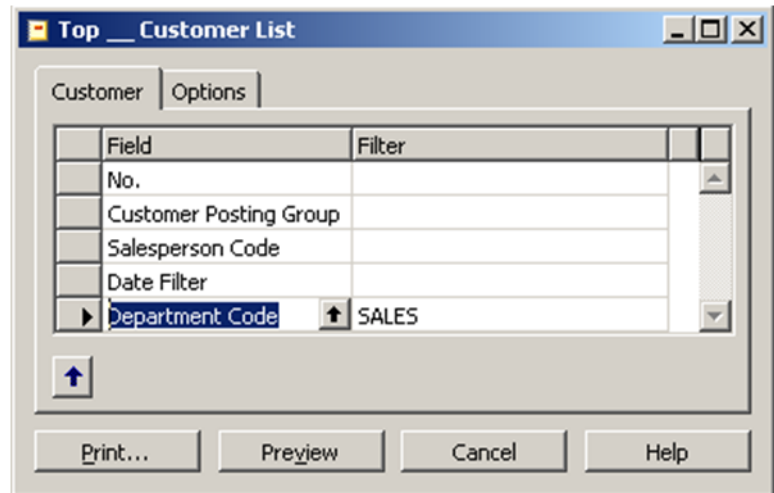 Top __ Customer List
Customer Options
Field Filter
No.
Customer Posting Group
Salesperson Code
Date Filter
Department Code SALES
Print... Preview Cancel Help